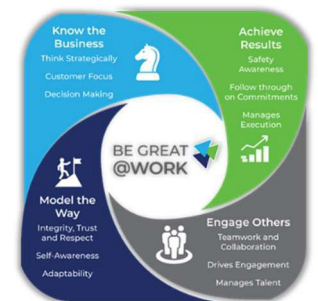 Know the
Business
Think Strategically
Customer Focus
Decision Making
Achieve
Results
Safety
Awareness
Follow through
on Commitments
Manages
Execution
BE GREAT
@WORK
Model the
Way
Integrity, Trust
and Respect
Self-Awareness
Adaptability
Engage Others
Teamwork and
Collaboration
Drives Engagement
Manages Talent